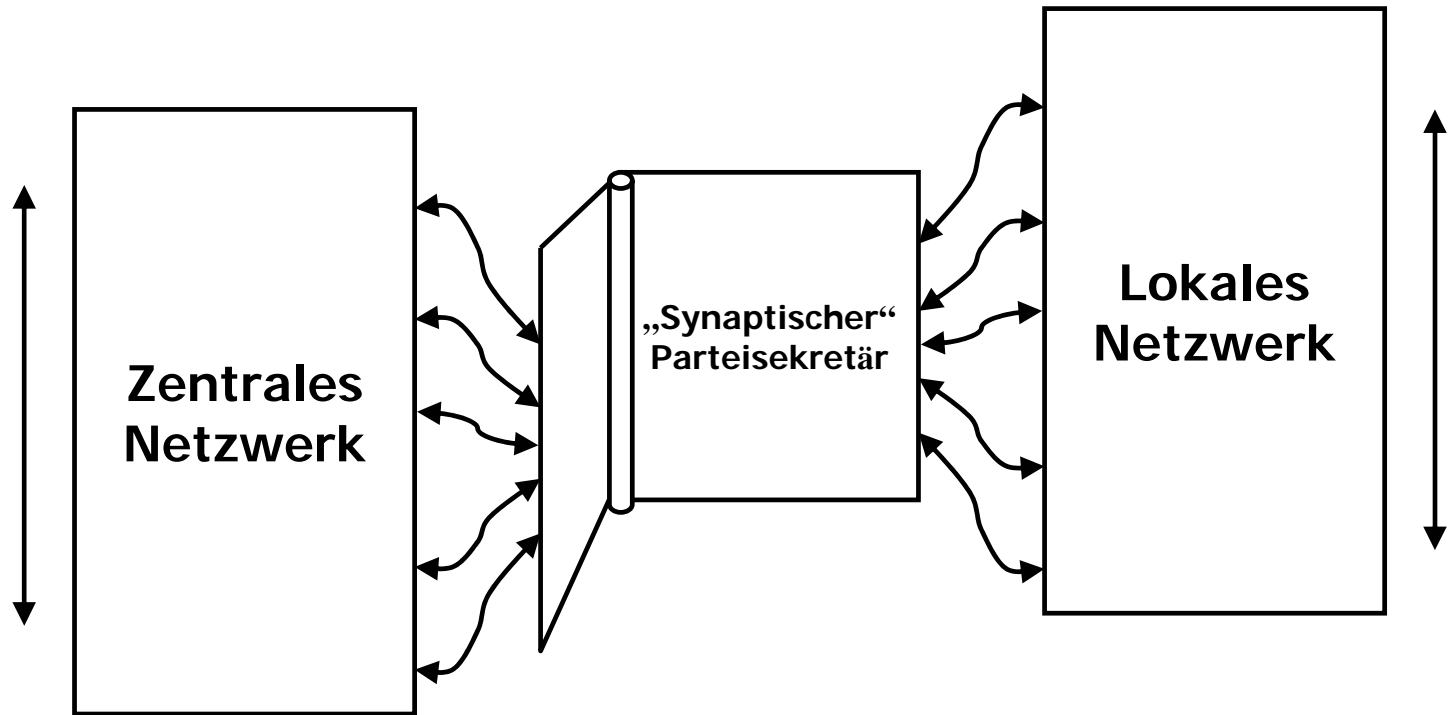 Zentrales
Netzwerk
„Synaptischer“
Parteisekretär
Lokales
Netzwerk